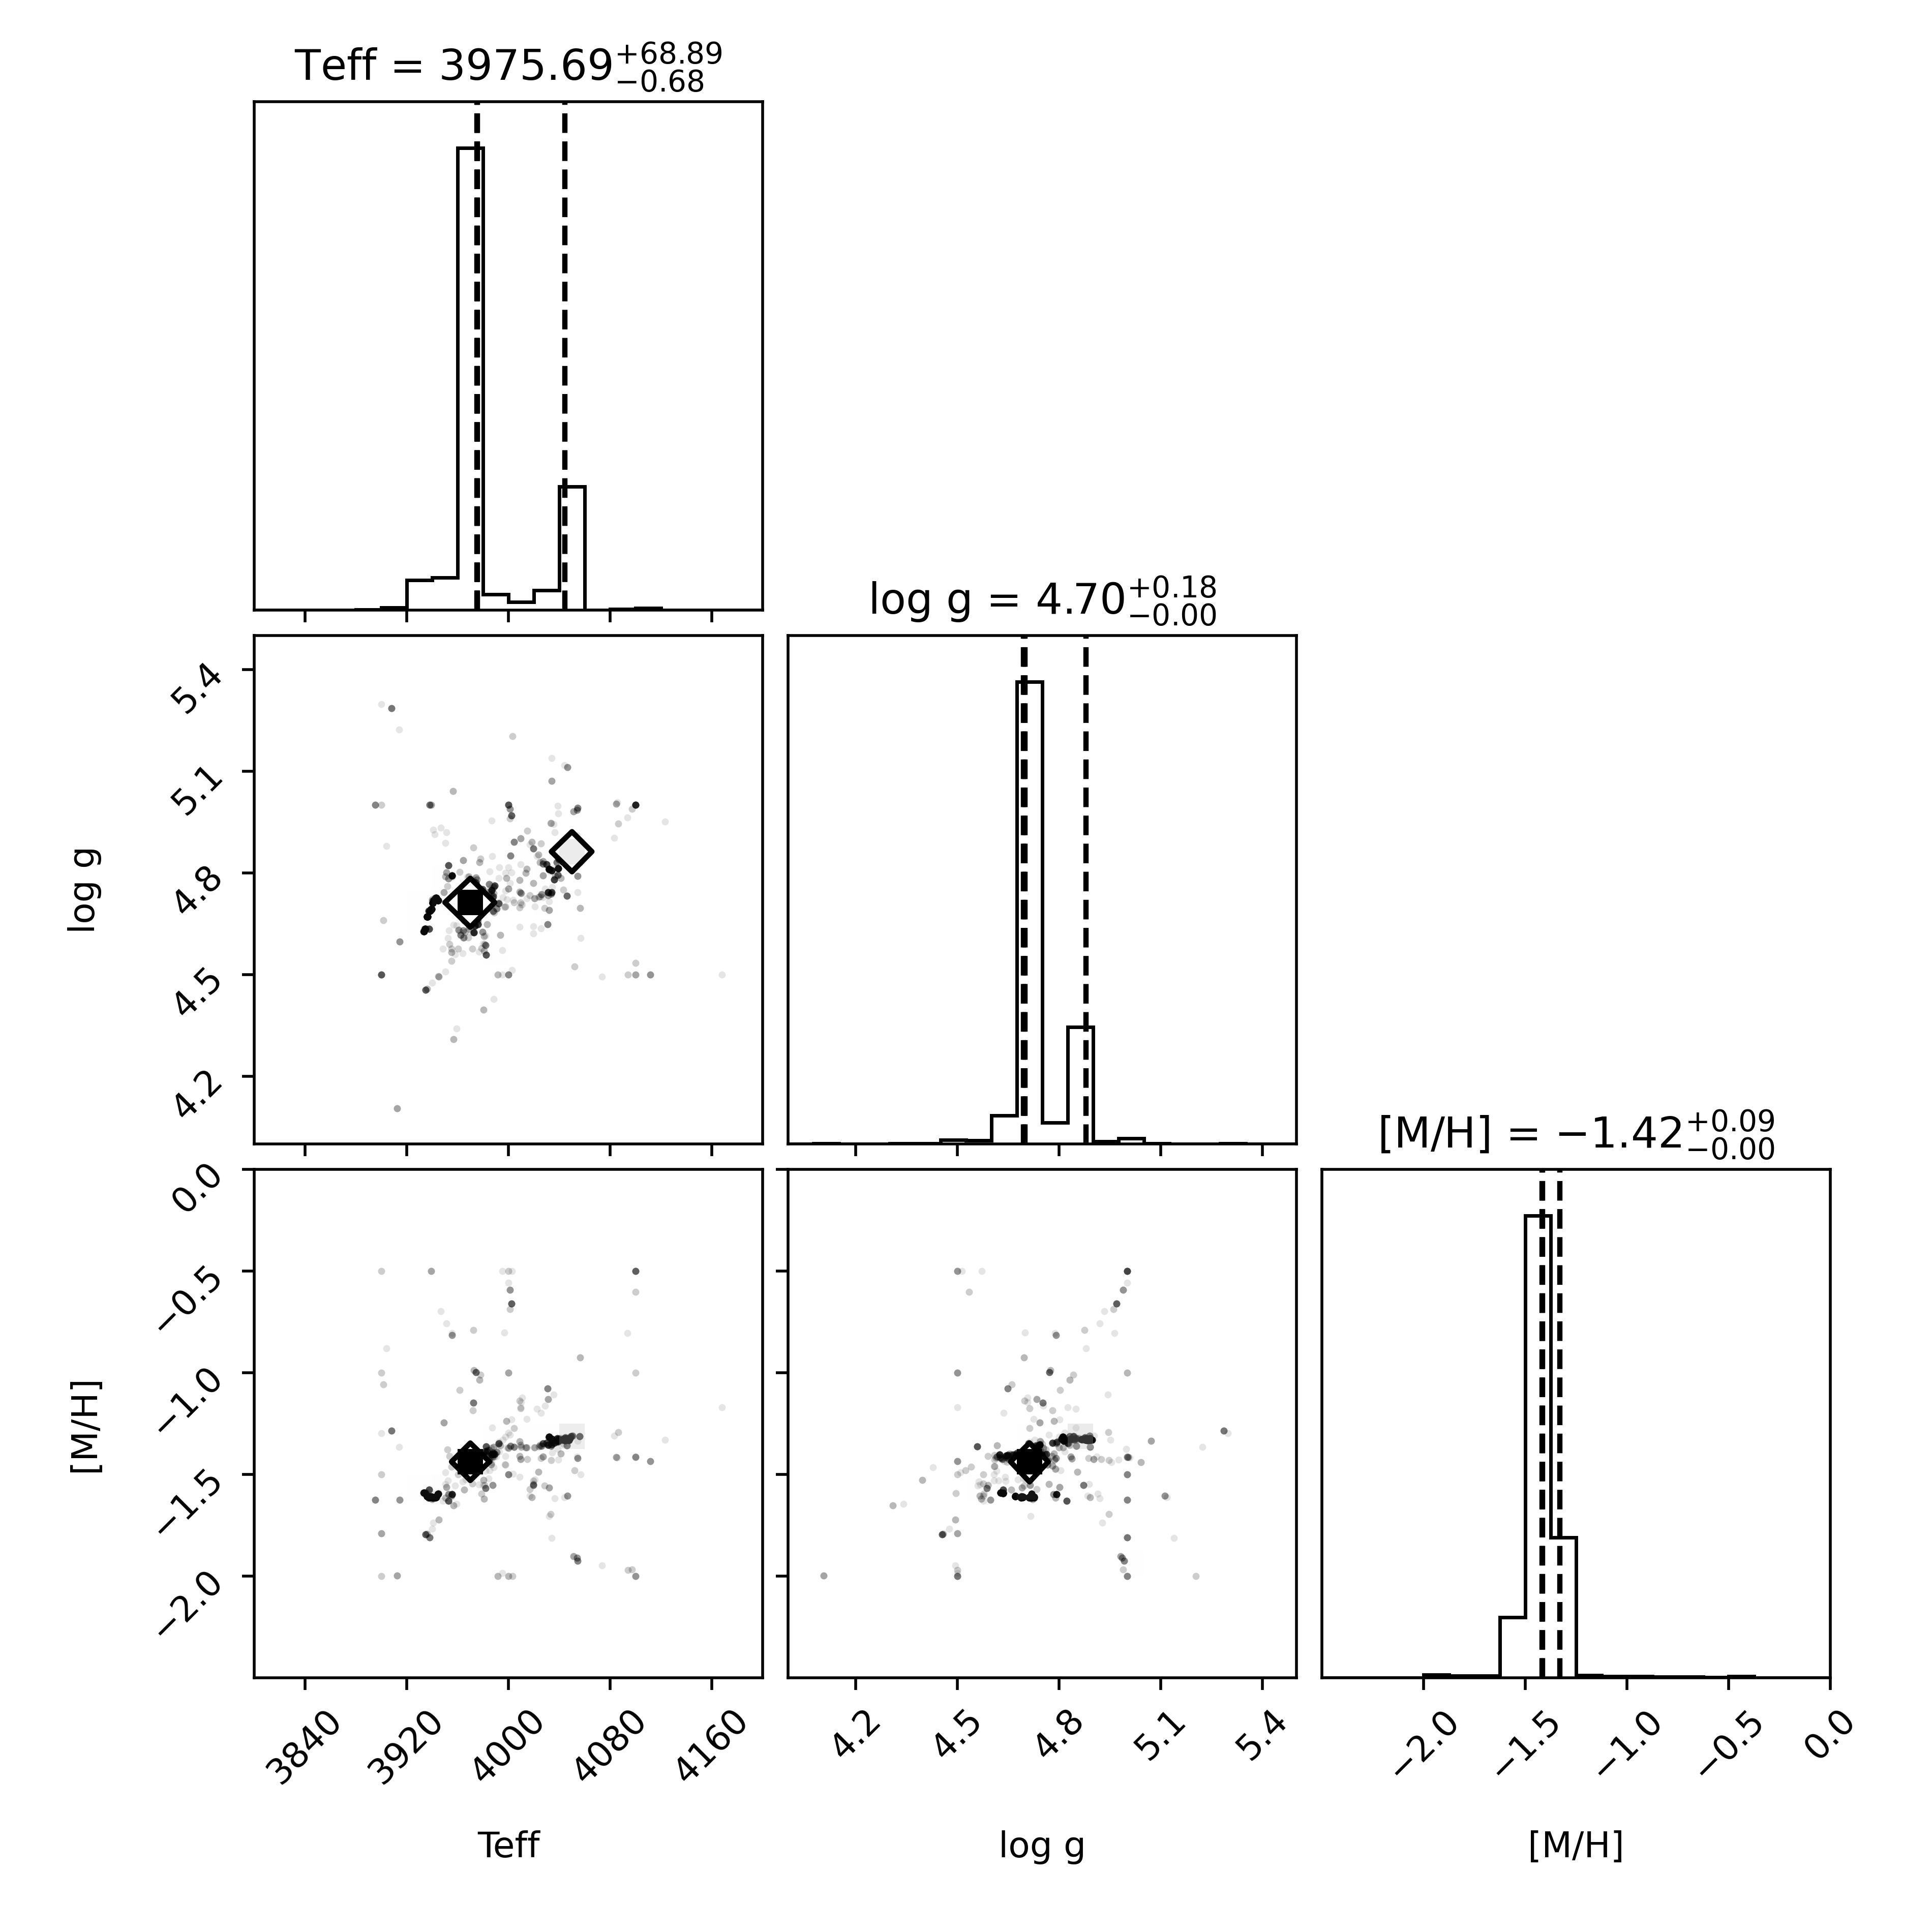 Teff = 3975.69 +68.89 −0.68
log g = 4.70 +0.18 −0.00
5.4
5.1
4.8
4.5
4.2
log g
[M/H] = −1.42 +0.09 −0.00
0.0
−0.5
−1.0
−1.5
−2.0
[M/H]
3840 3920 4000 4080 4160
4.2 4.5 4.8 5.1 5.4
−2.0 −1.5 −1.0 −0.5 0.0
Teff
log g
[M/H]